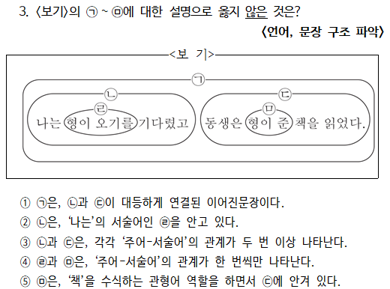 3. <보기>의 ㉠ ~ ㉤에 대한 설명으로 옳지 않은 것은?
<언어, 문장 구조 파악>
<보 기>
㉠
㉡ ㉢
㉣ ㉤
나는 형이 오기를 기다렸고 동생은 형이 준 책을 읽었다.
① ㉠은, ㉡과 ㉢이 대등하게 연결된 이어진문장이다.
② ㉡은, '나는'의 서술어인 ㉣을 안고 있다.
③ ㉡과 ㉢은, 각각 '주어-서술어'의 관계가 두 번 이상 나타난다.
④ ㉣과 ㉤은, '주어-서술어'의 관계가 한 번씩만 나타난다.
⑤ ㉤은, '책'을 수식하는 관형어 역할을 하면서 ㉢에 안겨 있다.